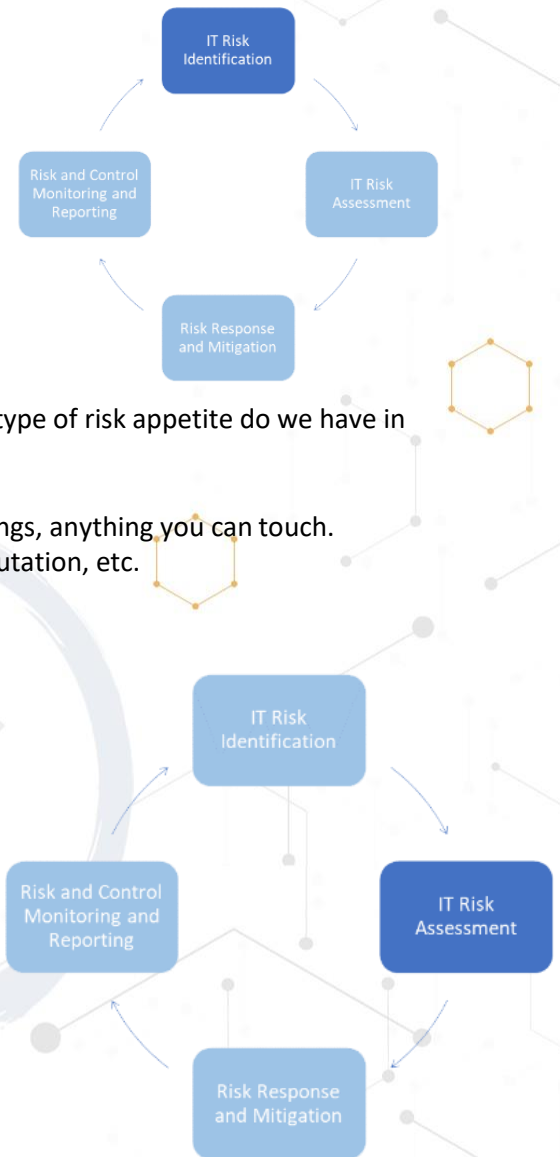 IT Risk
Identification
Risk and Control
Monitoring and
Reporting
IT Risk
Assessment
Risk Response
and Mitigation
type of risk appetite do we have in
ngs, anything you can touch.
utation, etc.
IT Risk
Identification
Risk and Control
Monitoring and
Reporting
IT Risk
Assessment
Risk Response
and Mitigation